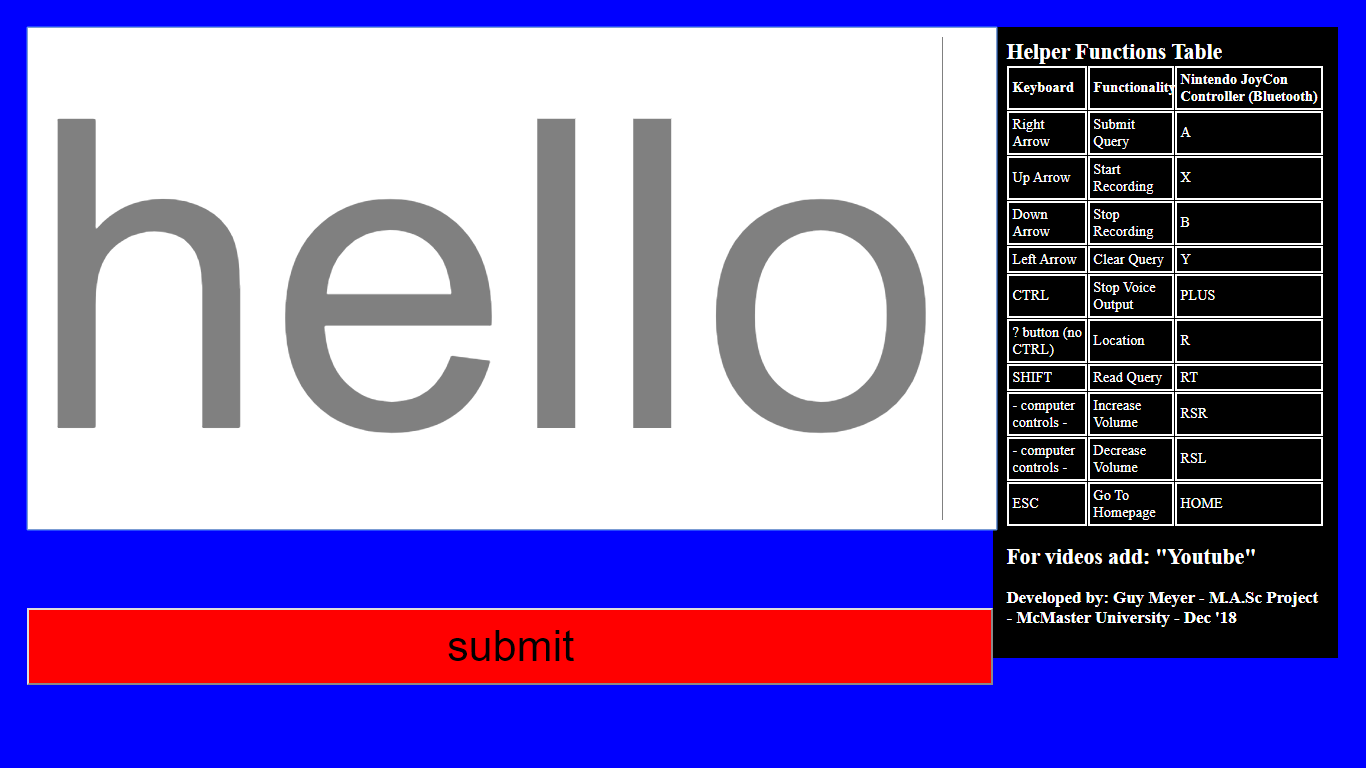 hello
submit
Helper Functions Table
Keyboard Functionality Nintendo JoyCon Controller (Bluetooth)
Right Arrow Submit Query A
Up Arrow Start Recording X
Down Arrow Stop Recording B
Left Arrow Clear Query Y
CTRL Stop Voice Output PLUS
? button (no CTRL) Location R
SHIFT Read Query RT
- computer controls - Increase Volume RSR
- computer controls - Decrease Volume RSL
ESC Go To Homepage HOME
For videos add: "Youtube"
Developed by: Guy Meyer - M.A.Sc Project
- McMaster University - Dec '18